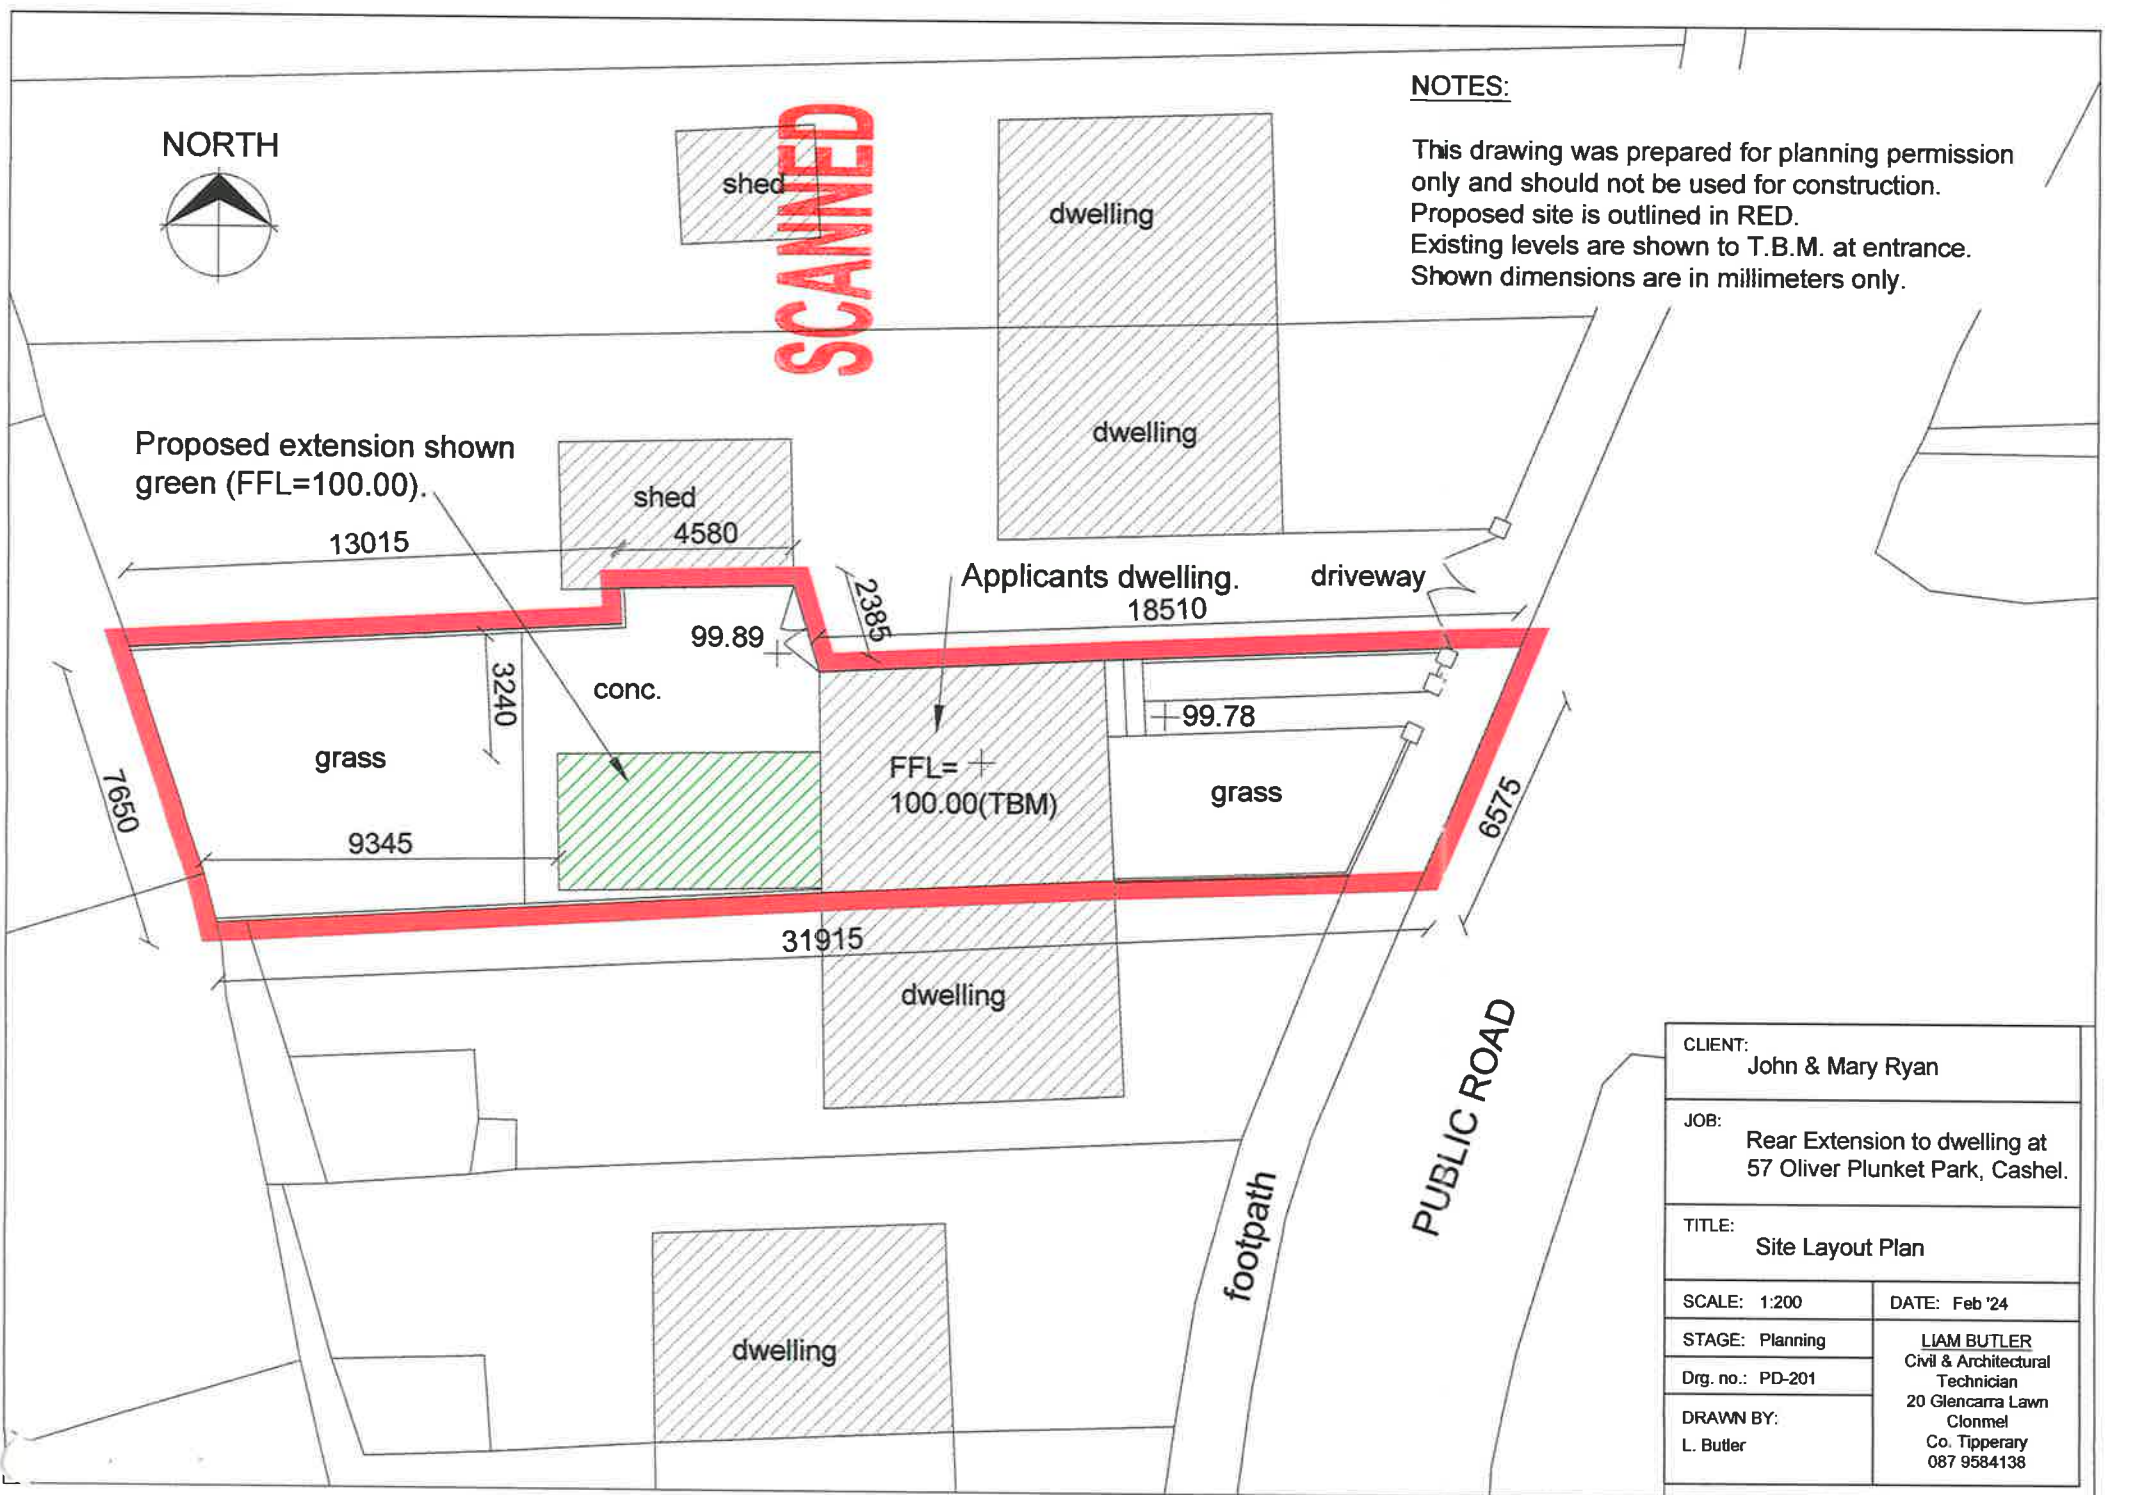 NORTH
SCANNED
NOTES:
This drawing was prepared for planning permission
only and should not be used for construction.
Proposed site is outlined in RED.
Existing levels are shown to T.B.M. at entrance.
Shown dimensions are in millimeters only.
shed
dwelling
dwelling
Proposed extension shown
green (FFL=100.00).
shed
13015
4580
2385
Applicants dwelling.
driveway
18510
99.89
3240
conc.
99.78
grass
FFL=
100.00(TBM)
grass
7650
9345
6575
31915
dwelling
PUBLIC ROAD
footpath
dwelling
CLIENT:
John & Mary Ryan
JOB:
Rear Extension to dwelling at
57 Oliver Plunket Park, Cashel.
TITLE:
Site Layout Plan
SCALE: 1:200
DATE: Feb '24
STAGE: Planning
Drg. no.: PD-201
DRAWN BY:
L. Butler
LIAM BUTLER
Civil & Architectural
Technician
20 Glencarra Lawn
Clonmel
Co. Tipperary
087 9584138